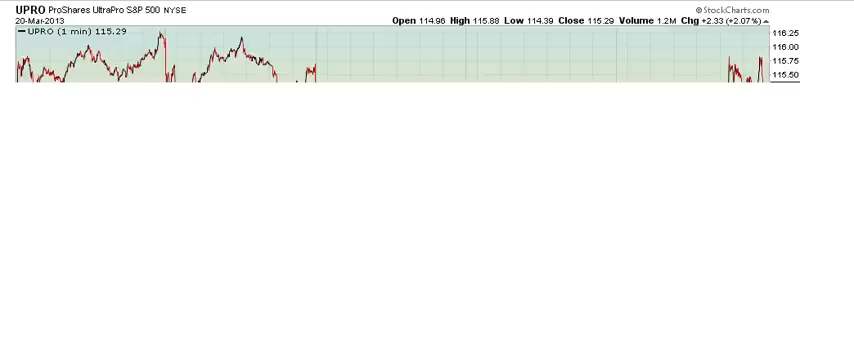 UPRO ProShares UltraPro S&P 500 NYSE
© StockCharts.com
20-Mar-2013
Open 114.96 High 115.88 Low 114.39 Close 115.29 Volume 1.2M Chg +2.33 (+2.07%)
UPRO (1 min) 115.29
116.25
116.00
115.75
115.50